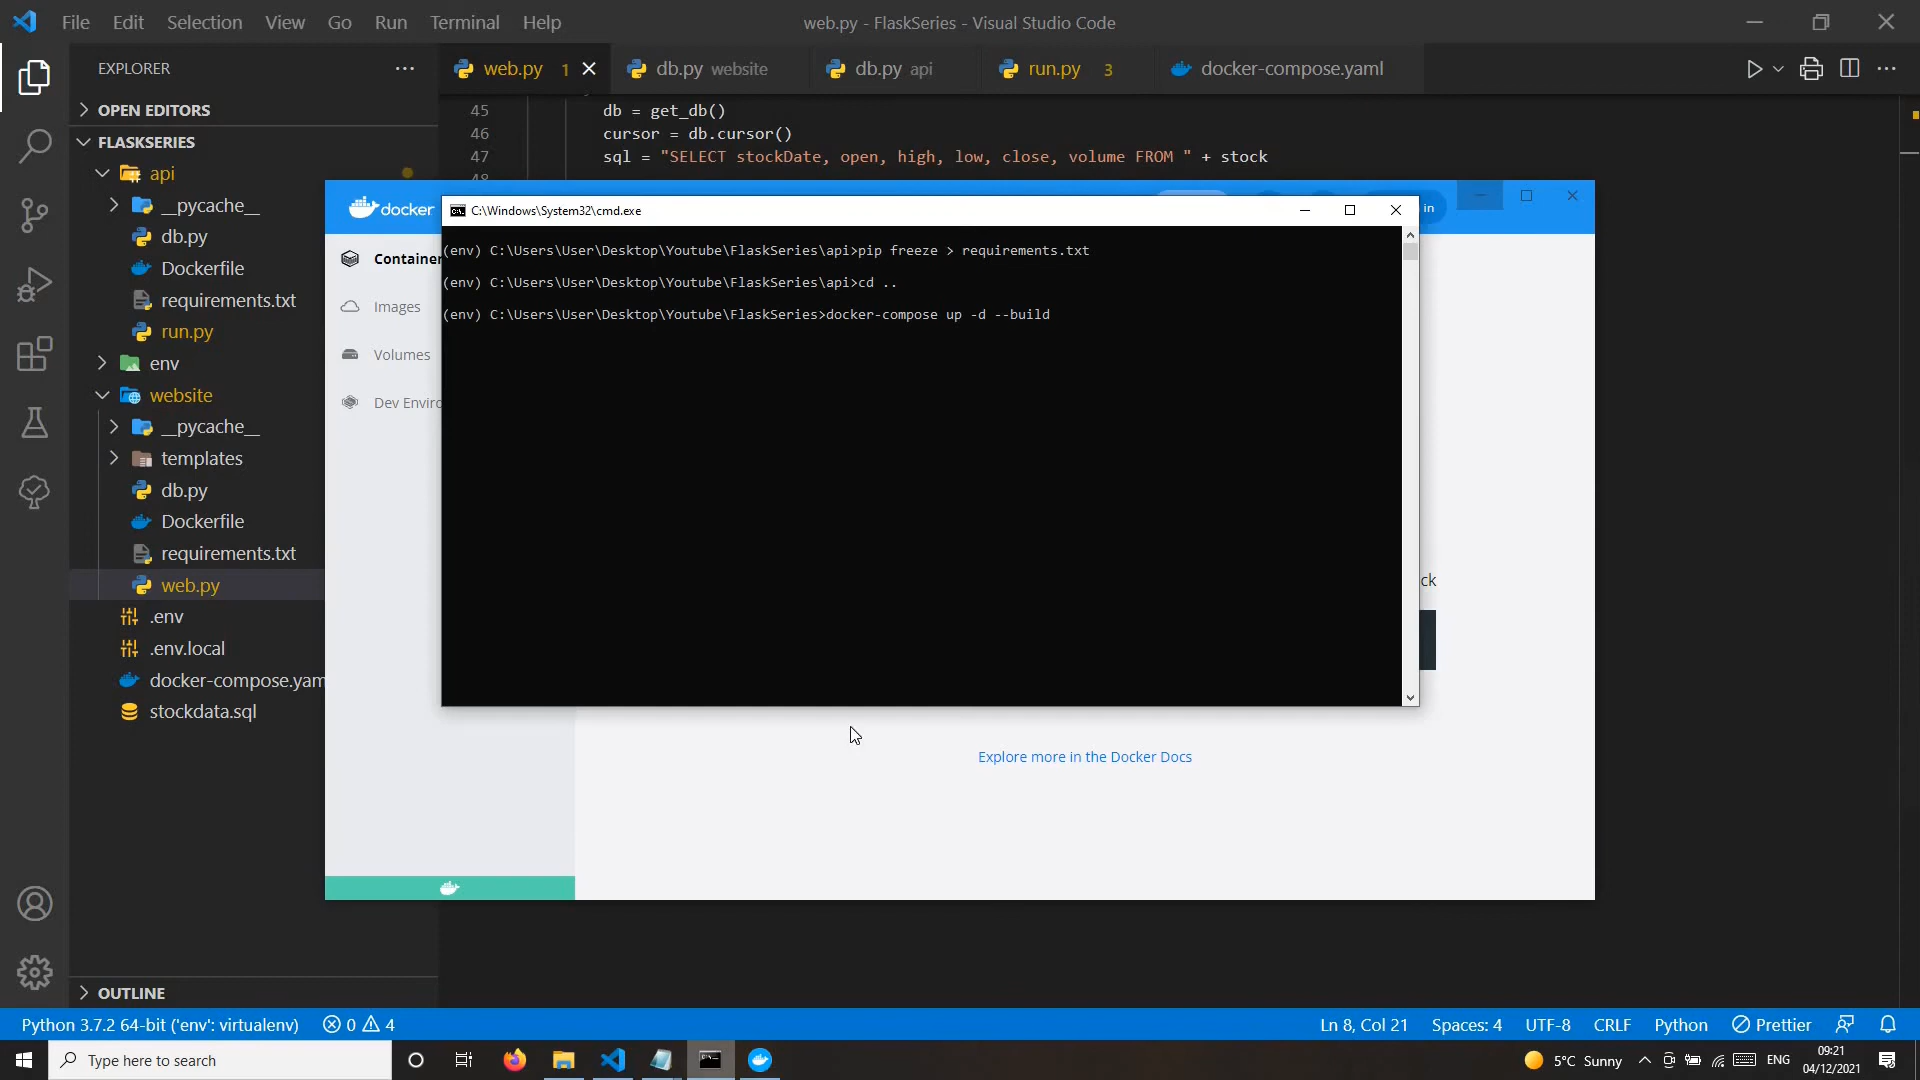 File Edit Selection View Go Run Terminal Help
web.py - FlaskSeries - Visual Studio Code
EXPLORER
web.py 1
db.py website
db.py api
run.py 3
docker-compose.yaml
OPEN EDITORS
FLASKSERIES
api
__pycache__
db.py
Dockerfile
requirements.txt
run.py
env
website
__pycache__
templates
db.py
Dockerfile
requirements.txt
web.py
.env
.env.local
docker-compose.yam
stockdata.sql
OUTLINE
45 db = get_db()
46 cursor = db.cursor()
47 sql = "SELECT stockDate, open, high, low, close, volume FROM " + stock
docker
in
Container
Images
Volumes
Dev Enviro
C:\Windows\System32\cmd.exe
(env) C:\Users\User\Desktop\Youtube\FlaskSeries\api>pip freeze > requirements.txt
(env) C:\Users\User\Desktop\Youtube\FlaskSeries\api>cd ..
(env) C:\Users\User\Desktop\Youtube\FlaskSeries>docker-compose up -d --build
ck
Explore more in the Docker Docs
Python 3.7.2 64-bit ('env': virtualenv) 0 4
Ln 8, Col 21 Spaces: 4 UTF-8 CRLF Python Prettier
Type here to search
5°C Sunny
ENG
09:21
04/12/2021